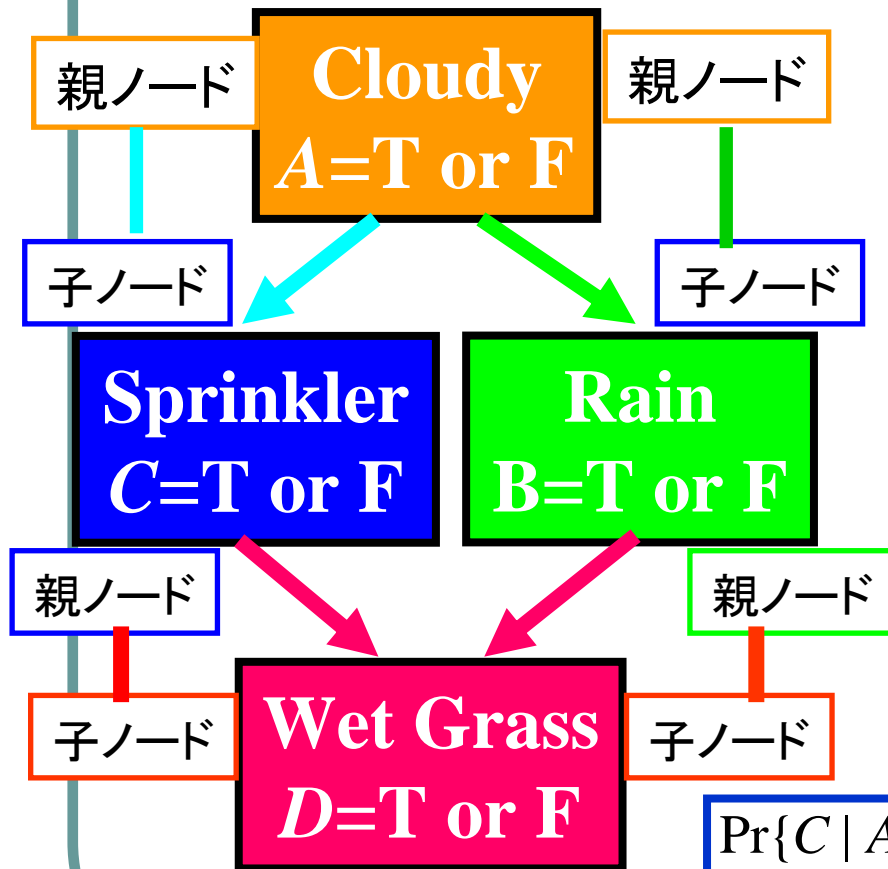 親ノード
Cloudy
A=T or F
親ノード
子ノード
子ノード
Sprinkler
C=T or F
Rain
B=T or F
親ノード
親ノード
子ノード
Wet Grass
D=T or F
子ノード
Pr{C | A